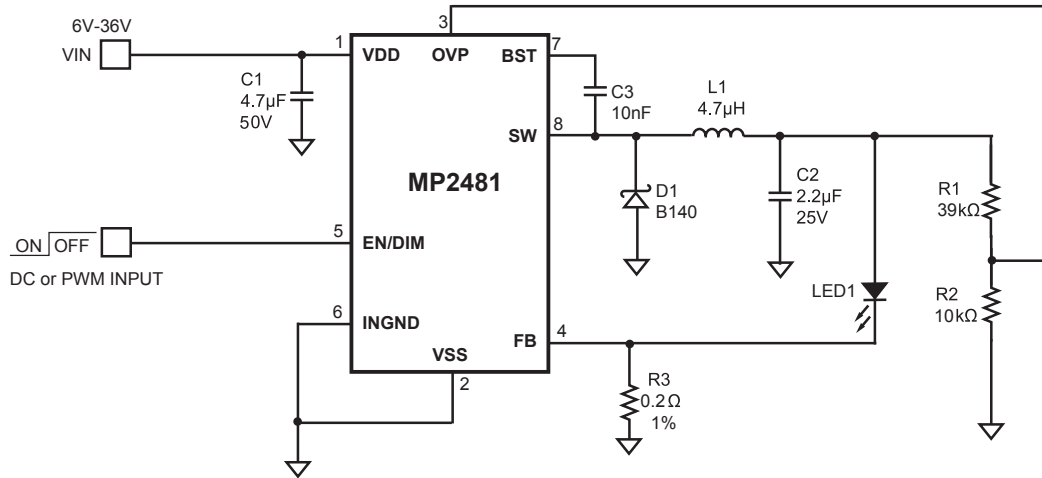 6V-36V
VIN
1
VDD
3
OVP
7
BST
C1
4.7µF
50V
C3
10nF
L1
4.7µH
8
SW
MP2481
D1
B140
C2
2.2µF
25V
R1
39kΩ
ON OFF
5
EN/DIM
DC or PWM INPUT
LED1
R2
10kΩ
6
INGND
FB
4
VSS
2
R3
0.2Ω
1%